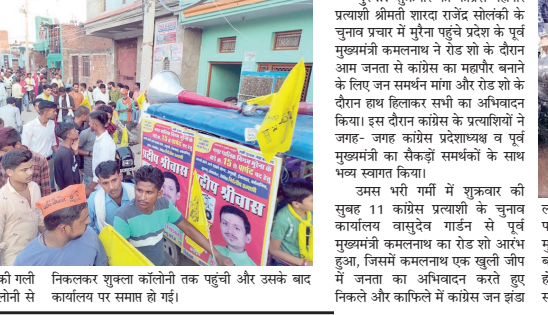 प्रदीप श्रीवास
प्रदीप श्रीवास
की गली
लोनी से
निकलकर शुक्ला कॉलोनी तक पहुंची और उसके बाद
कार्यालय पर समाप्त हो गई।
प्रत्याशी श्रीमती शारदा राजेंद्र सोलंकी के
चुनाव प्रचार में मुरैना पहुंचे प्रदेश के पूर्व
मुख्यमंत्री कमलनाथ ने रोड शो के दौरान
आम जनता से कांग्रेस का महापौर बनाने
के लिए जन समर्थन मांगा और रोड शो के
दौरान हाथ हिलाकर सभी का अभिवादन
किया। इस दौरान कांग्रेस के प्रत्याशियों ने
जगह- जगह कांग्रेस प्रदेशाध्यक्ष व पूर्व
मुख्यमंत्री का सैकड़ों समर्थकों के साथ
भव्य स्वागत किया।
उमस भरी गर्मी में शुक्रवार की
सुबह 11 कांग्रेस प्रत्याशी के चुनाव
कार्यालय वासुदेव गार्डन से पूर्व
मुख्यमंत्री कमलनाथ का रोड शो आरंभ
हुआ, जिसमें कमलनाथ एक खुली जीप
में जनता का अभिवादन करते हुए
निकले और काफिले में कांग्रेस जन झंडा